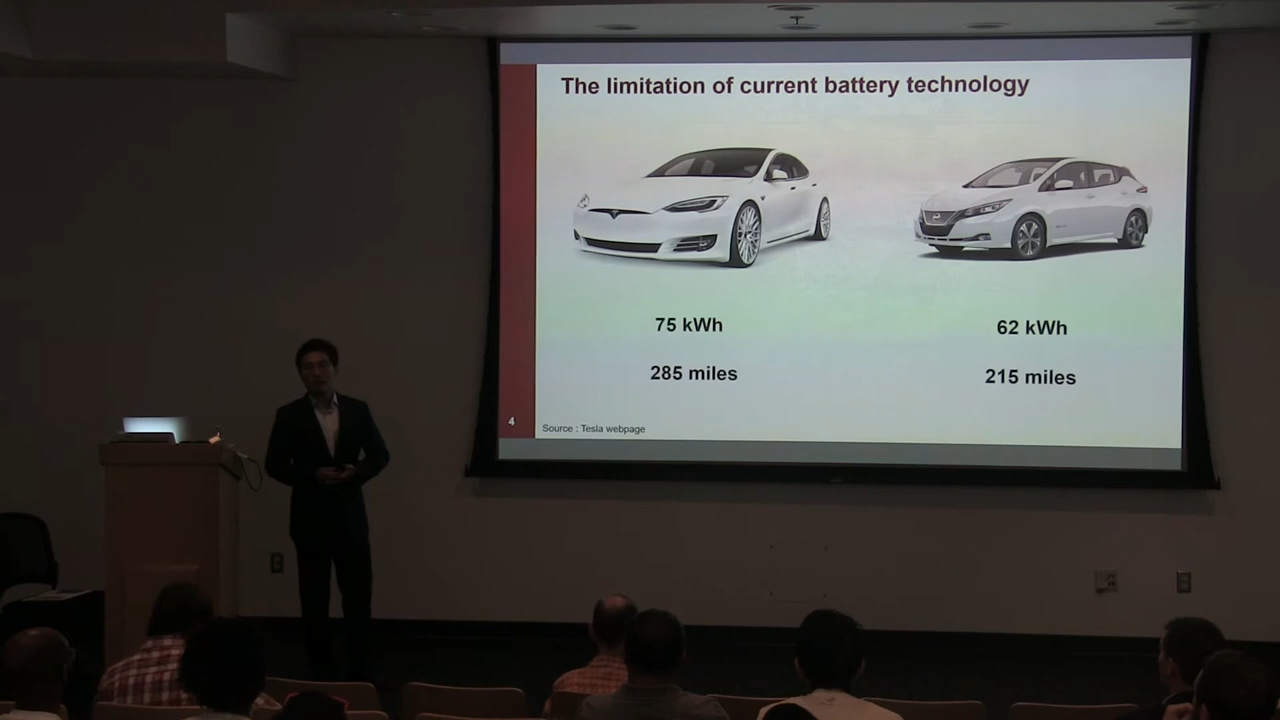 The limitation of current battery technology
75 kWh
62 kWh
285 miles
215 miles
4
Source : Tesla webpage